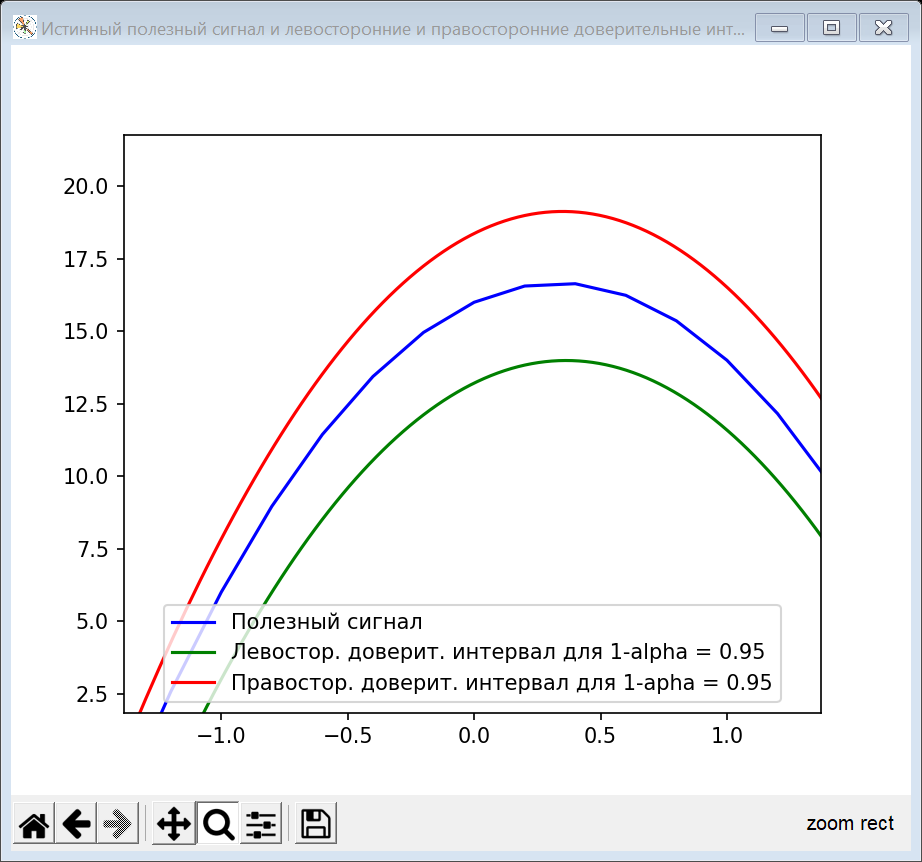 Истинный полезный сигнал и левосторонние и правосторонние доверительные инт...
20.0
17.5
15.0
12.5
10.0
7.5
5.0
2.5
Полезный сигнал
Левостор. доверит. интервал для 1-alpha = 0.95
Правостор. доверит. интервал для 1-apha = 0.95
−1.0 −0.5 0.0 0.5 1.0
zoom rect